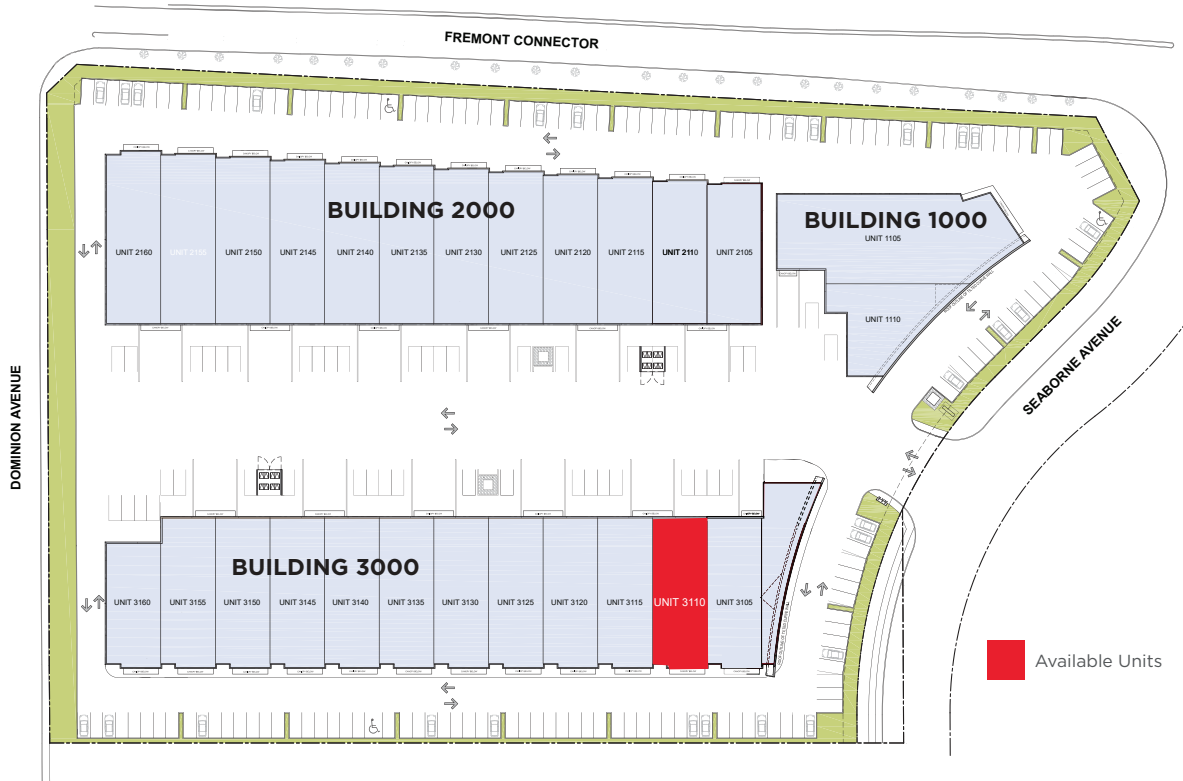 FREMONT CONNECTOR
BUILDING 2000
BUILDING 1000
UNIT 1105
UNIT 2160
UNIT 2155
UNIT 2150
UNIT 2145
UNIT 2140
UNIT 2135
UNIT 2130
UNIT 2125
UNIT 2120
UNIT 2115
UNIT 2110
UNIT 2105
UNIT 1110
DOMINION AVENUE
SEABORNE AVENUE
BUILDING 3000
UNIT 3160
UNIT 3155
UNIT 3150
UNIT 3145
UNIT 3140
UNIT 3135
UNIT 3130
UNIT 3125
UNIT 3120
UNIT 3115
UNIT 3110
UNIT 3105
Available Units